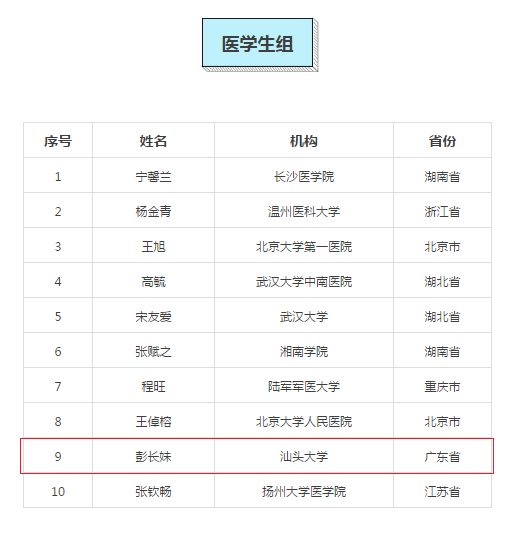 医学生组
序号 姓名 机构 省份
1 宁馨兰 长沙医学院 湖南省
2 杨金青 温州医科大学 浙江省
3 王旭 北京大学第一医院 北京市
4 高毓 武汉大学中南医院 湖北省
5 宋友爱 武汉大学 湖北省
6 张赋之 湘南学院 湖南省
7 程旺 陆军军医大学 重庆市
8 王倬榕 北京大学人民医院 北京市
9 彭长妹 汕头大学 广东省
10 张钦畅 扬州大学医学院 江苏省